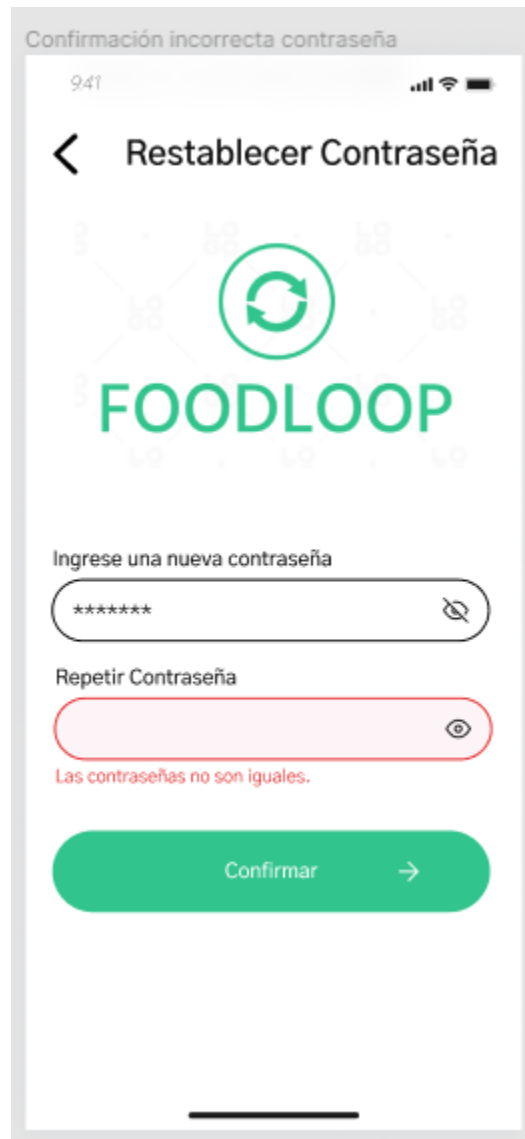 Confirmación incorrecta contraseña
9:41
Restablecer Contraseña
FOODLOOP
Ingrese una nueva contraseña
*******
Repetir Contraseña
Las contraseñas no son iguales.
Confirmar